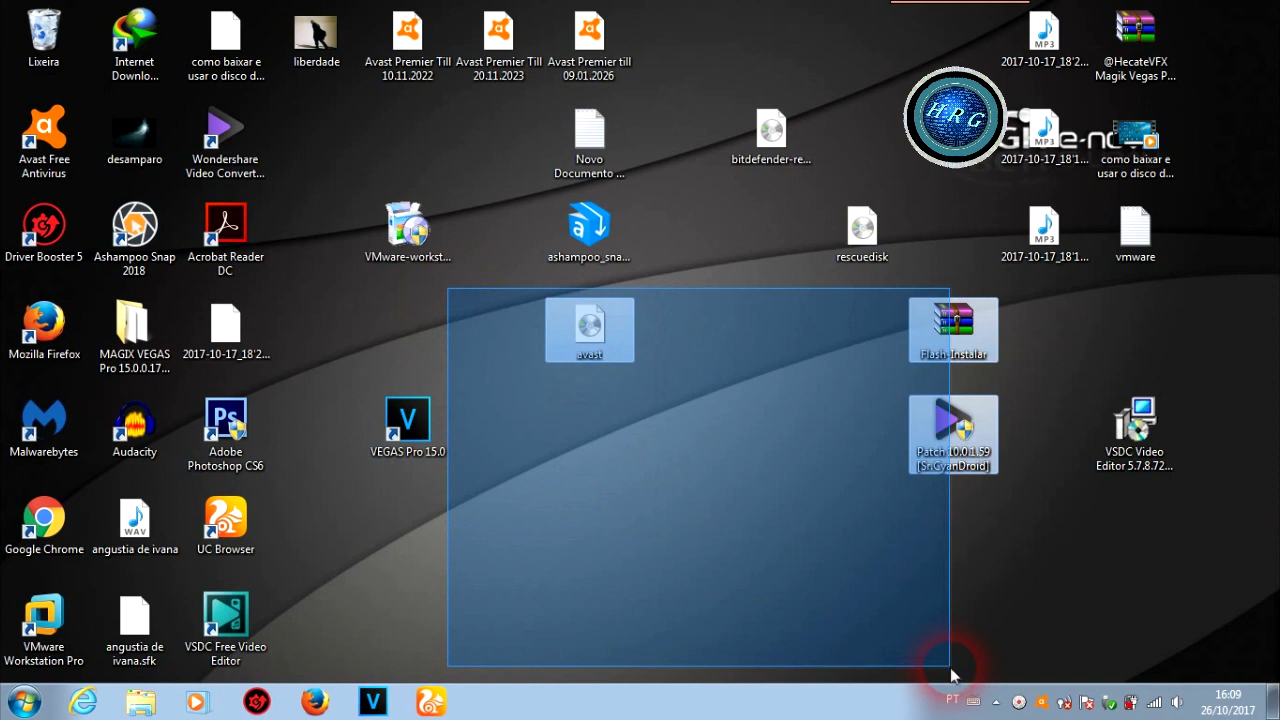 Lixeira
Internet
Downlo...
como baixar e
usar o disco d...
liberdade
Avast Premier Till
10.11.2022
Avast Premier Till
20.11.2023
Avast Premier till
09.01.2026
MP3
2017-10-17_18'2...
@HecateVFX
Magik Vegas P...
Avast Free
Antivirus
desamparo
Wondershare
Video Convert...
Novo
Documento ...
bitdefender-re...
HRG
MP3
2017-10-17_18'1...
como baixar e
usar o disco d...
Driver Booster 5
Ashampoo Snap
2018
Acrobat Reader
DC
VMware-workst...
ashampoo_sna...
rescuedisk
MP3
2017-10-17_18'1...
vmware
Mozilla Firefox
MAGIX VEGAS
Pro 15.0.0.17...
2017-10-17_18'2...
avast
Flash-Instalar
Malwarebytes
Audacity
Ps
Adobe
Photoshop CS6
V
VEGAS Pro 15.0
Patch 10.0.1.59
[Sr.CyanDroid]
VSDC Video
Editor 5.7.8.72...
Google Chrome
WAV
angustia de ivana
UC Browser
VMware
Workstation Pro
angustia de
ivana.sfk
VSDC Free Video
Editor
V
PT
16:09
26/10/2017